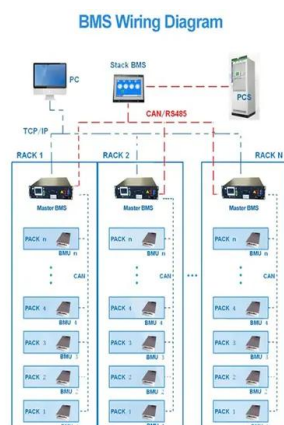 BMS Wiring Diagram
Stack BMS
PC
PCS
CAN/RS485
TCP/IP
RACK 1
RACK 2
RACK N
Master BMS
Master BMS
Master BMS
PACK n
PACK n
PACK n
BMU n
BMU n
BMU n
CAN
CAN
CAN
PACK 4
PACK 4
PACK 4
BMU 4
BMU 4
BMU 4
PACK 3
PACK 3
PACK 3
BMU 3
BMU 3
BMU 3
PACK 2
PACK 2
PACK 2
BMU 2
BMU 2
BMU 2
PACK 1
PACK 1
PACK 1